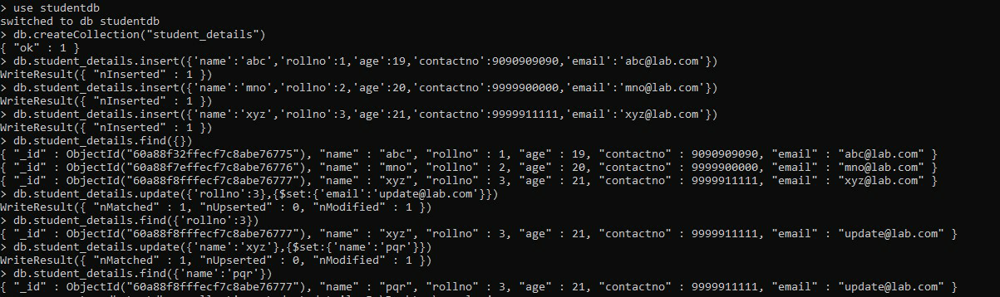 > use studentdb
switched to db studentdb
> db.createCollection("student_details")
{ "ok" : 1 }
> db.student_details.insert({'name':'abc','rollno':1,'age':19,'contactno':9090909090,'email':'abc@lab.com'})
WriteResult({ "nInserted" : 1 })
> db.student_details.insert({'name':'mno','rollno':2,'age':20,'contactno':9999900000,'email':'mno@lab.com'})
WriteResult({ "nInserted" : 1 })
> db.student_details.insert({'name':'xyz','rollno':3,'age':21,'contactno':9999911111,'email':'xyz@lab.com'})
WriteResult({ "nInserted" : 1 })
> db.student_details.find({})
{ "_id" : ObjectId("60a88f32ffecf7c8abe76775"), "name" : "abc", "rollno" : 1, "age" : 19, "contactno" : 9090909090, "email" : "abc@lab.com" }
{ "_id" : ObjectId("60a88f7effecf7c8abe76776"), "name" : "mno", "rollno" : 2, "age" : 20, "contactno" : 9999900000, "email" : "mno@lab.com" }
{ "_id" : ObjectId("60a88f8fffecf7c8abe76777"), "name" : "xyz", "rollno" : 3, "age" : 21, "contactno" : 9999911111, "email" : "xyz@lab.com" }
> db.student_details.update({'rollno':3},{$set:{'email':'update@lab.com'}})
WriteResult({ "nMatched" : 1, "nUpserted" : 0, "nModified" : 1 })
> db.student_details.find({'rollno':3})
{ "_id" : ObjectId("60a88f8fffecf7c8abe76777"), "name" : "xyz", "rollno" : 3, "age" : 21, "contactno" : 9999911111, "email" : "update@lab.com" }
> db.student_details.update({'name':'xyz'},{$set:{'name':'pqr'}})
WriteResult({ "nMatched" : 1, "nUpserted" : 0, "nModified" : 1 })
> db.student_details.find({'name':'pqr'})
{ "_id" : ObjectId("60a88f8fffecf7c8abe76777"), "name" : "pqr", "rollno" : 3, "age" : 21, "contactno" : 9999911111, "email" : "update@lab.com" }